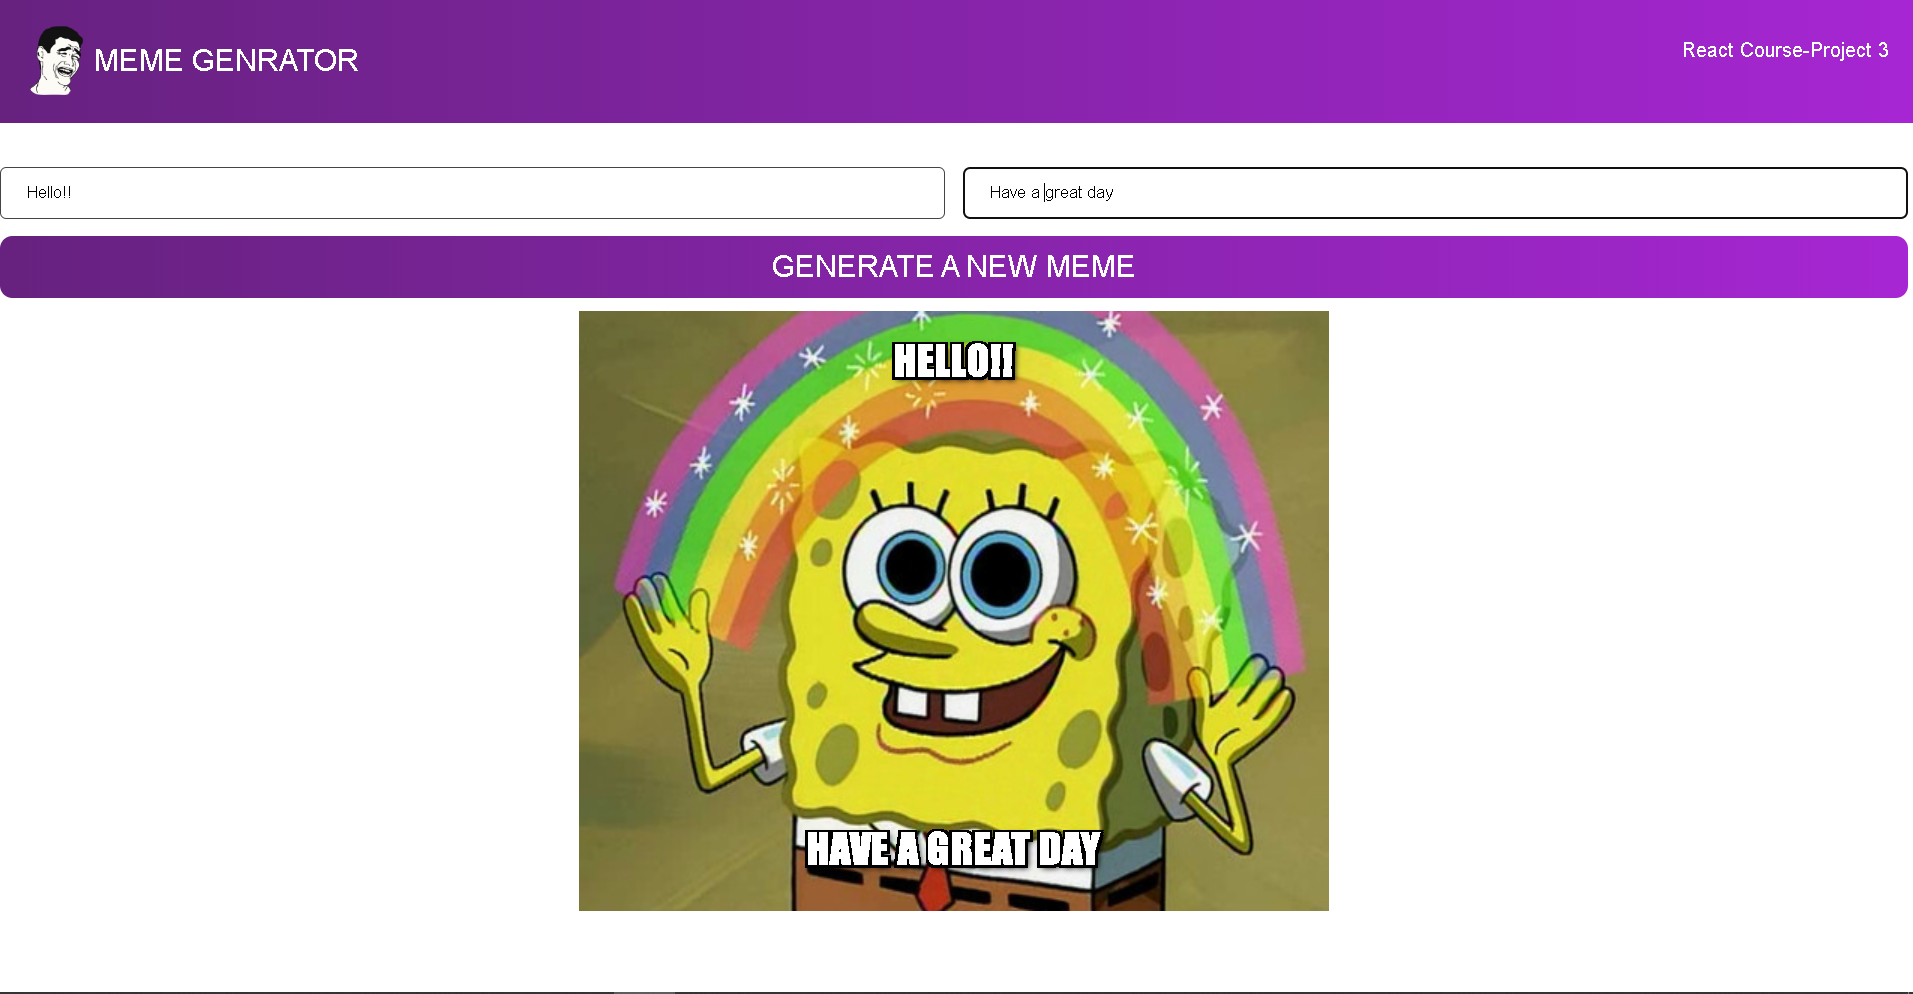 MEME GENRATOR
React Course-Project 3
Hello!!
Have a great day
GENERATE A NEW MEME
HELLO!!
HAVE A GREAT DAY